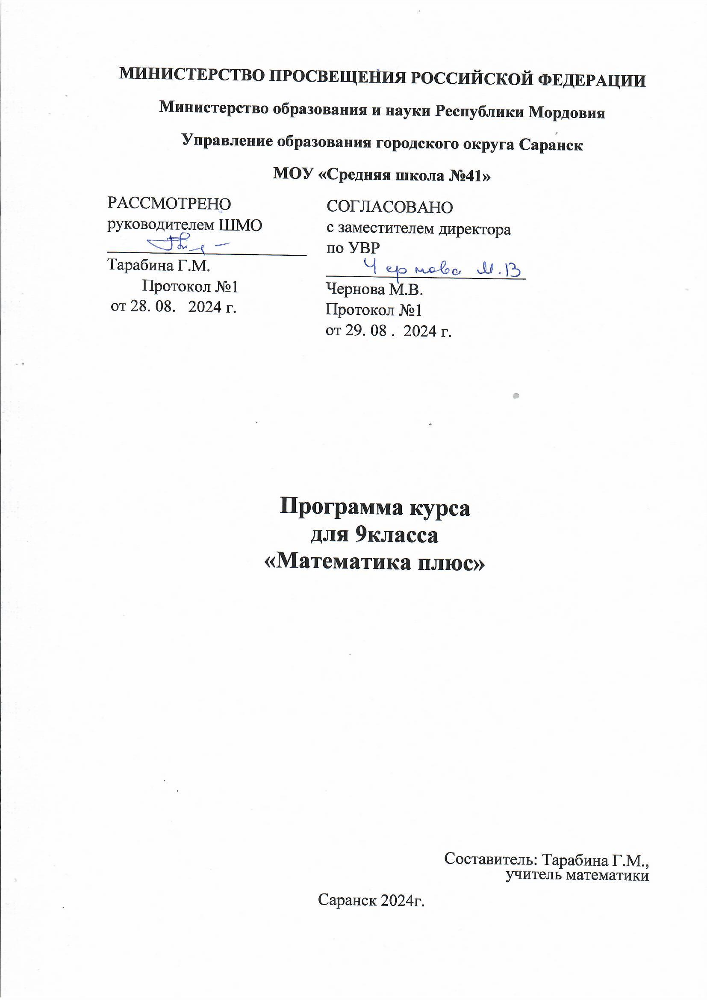 МИНИСТЕРСТВО ПРОСВЕЩЕНИЯ РОССИЙСКОЙ ФЕДЕРАЦИИ
Министерство образования и науки Республики Мордовия
Управление образования городского округа Саранск
МОУ «Средняя школа №41»
РАССМОТРЕНО
руководителем ШМО
Тарабина Г.М.
Протокол №1
от 28. 08. 2024 г.
СОГЛАСОВАНО
с заместителем директора
по УВР
Чернова М.В
Чернова М.В.
Протокол №1
от 29. 08 . 2024 г.
Программа курса
для 9класса
«Математика плюс»
Составитель: Тарабина Г.М.,
учитель математики
Саранск 2024г.